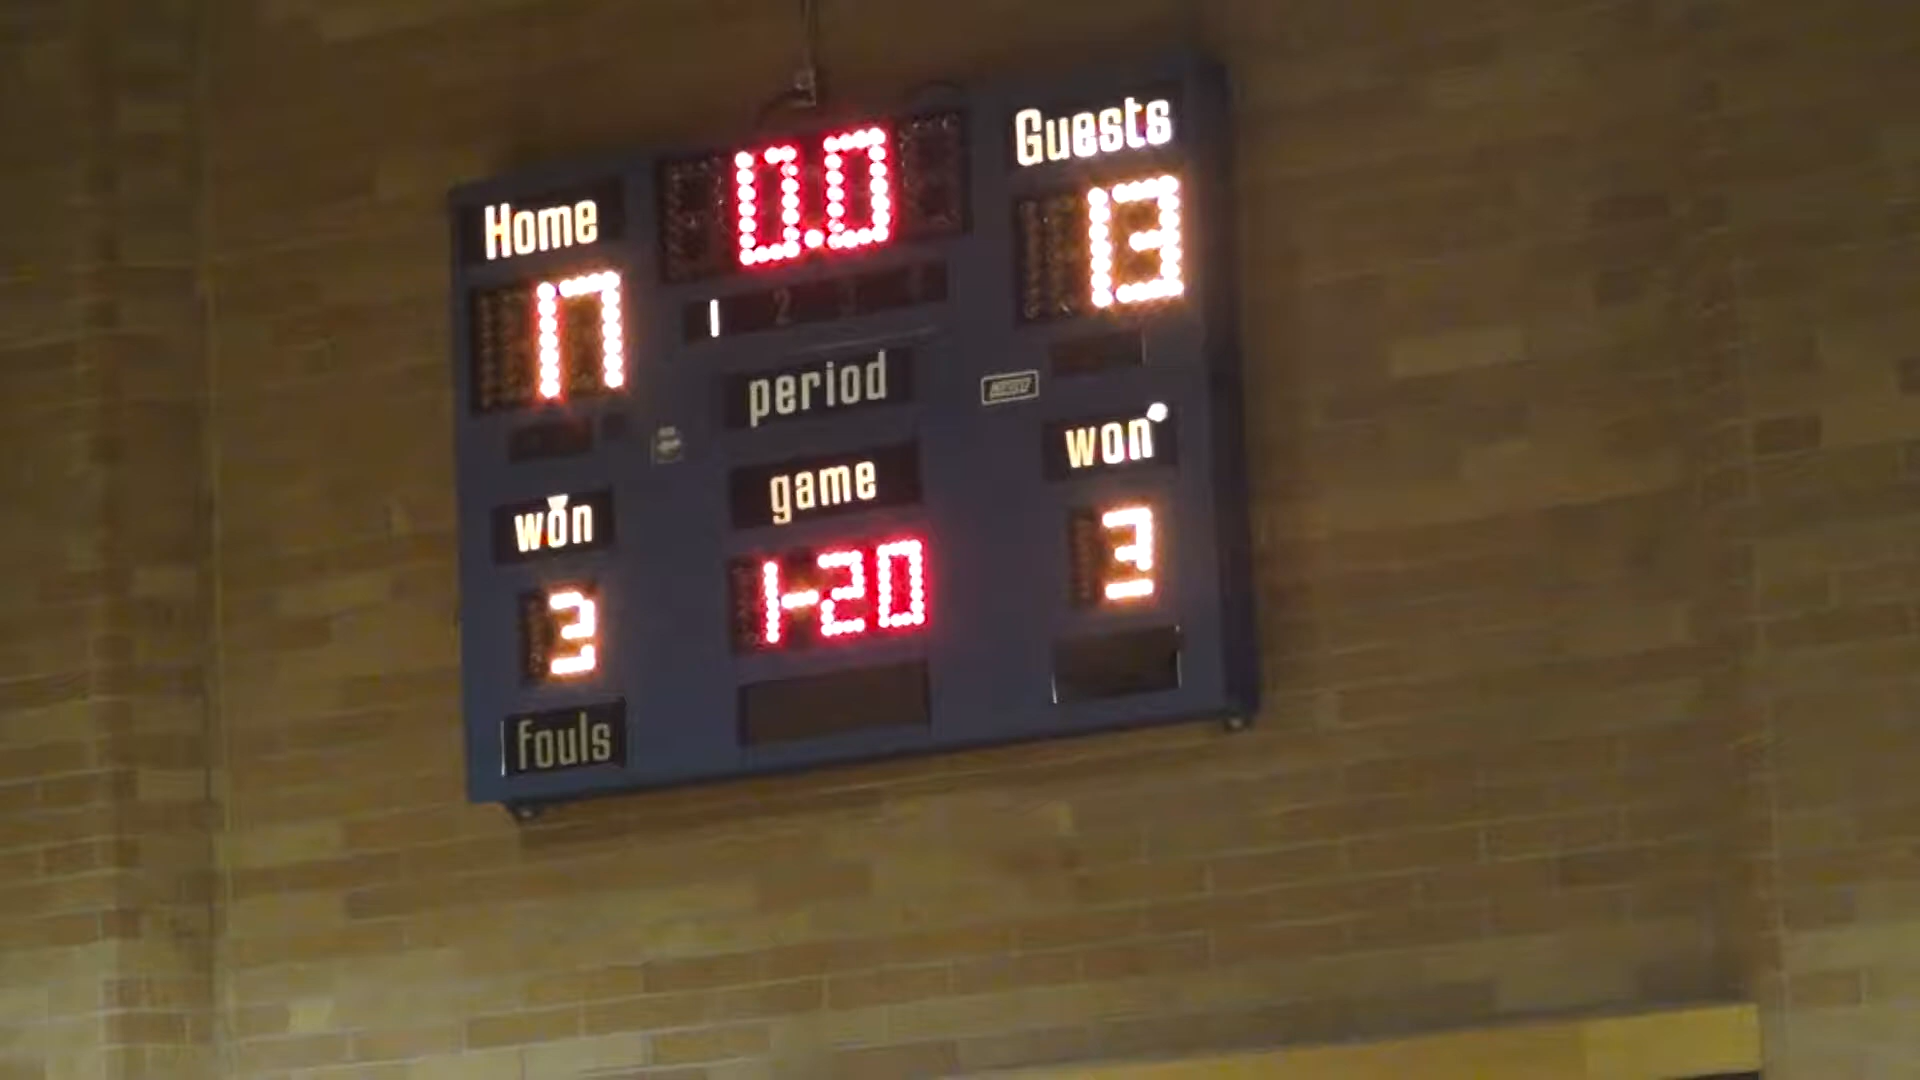 Home
0.0
Guests
17
13
1 2
period
won
won
game
3
1-20
3
fouls